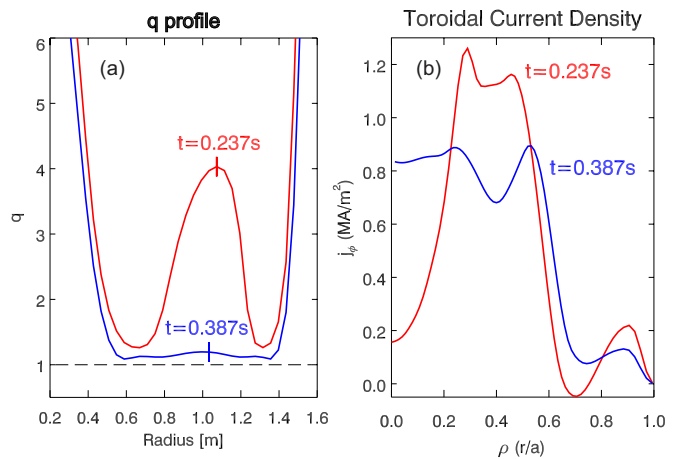 q profile
(a)
t=0.237s
t=0.387s
q
6
5
4
3
2
1
0.2 0.4 0.6 0.8 1.0 1.2 1.4 1.6
Radius [m]
Toroidal Current Density
(b)
t=0.237s
t=0.387s
j_ϕ (MA/m²)
1.2
1.0
0.8
0.6
0.4
0.2
0.0
0.0 0.2 0.4 0.6 0.8 1.0
ρ (r/a)